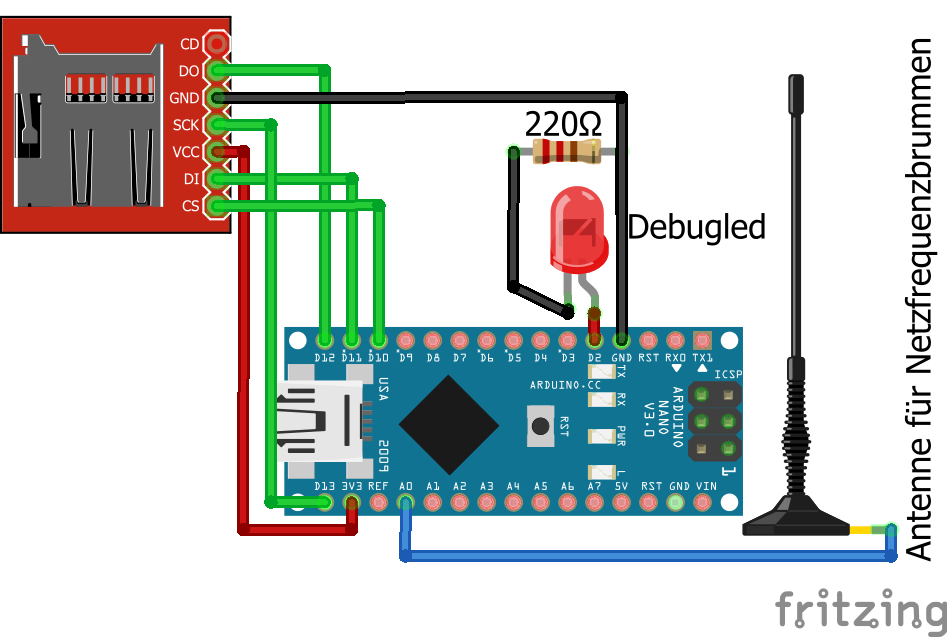 CD
DO
GND
SCK
VCC
DI
CS
220Ω
Debugled
D12 D11 D10 D9 D8 D7 D6 D5 D4 D3 D2 GND RST RX0 TX1
ICSP
ARDUINO.CC
TX
RX
PWR
L
RST
ARDUINO
NANO
V3.0
USA
2009
1
D13 3V3 REF A0 A1 A2 A3 A4 A5 A6 A7 5V RST GND VIN
Antenne für Netzfrequenzbrummen
fritzing